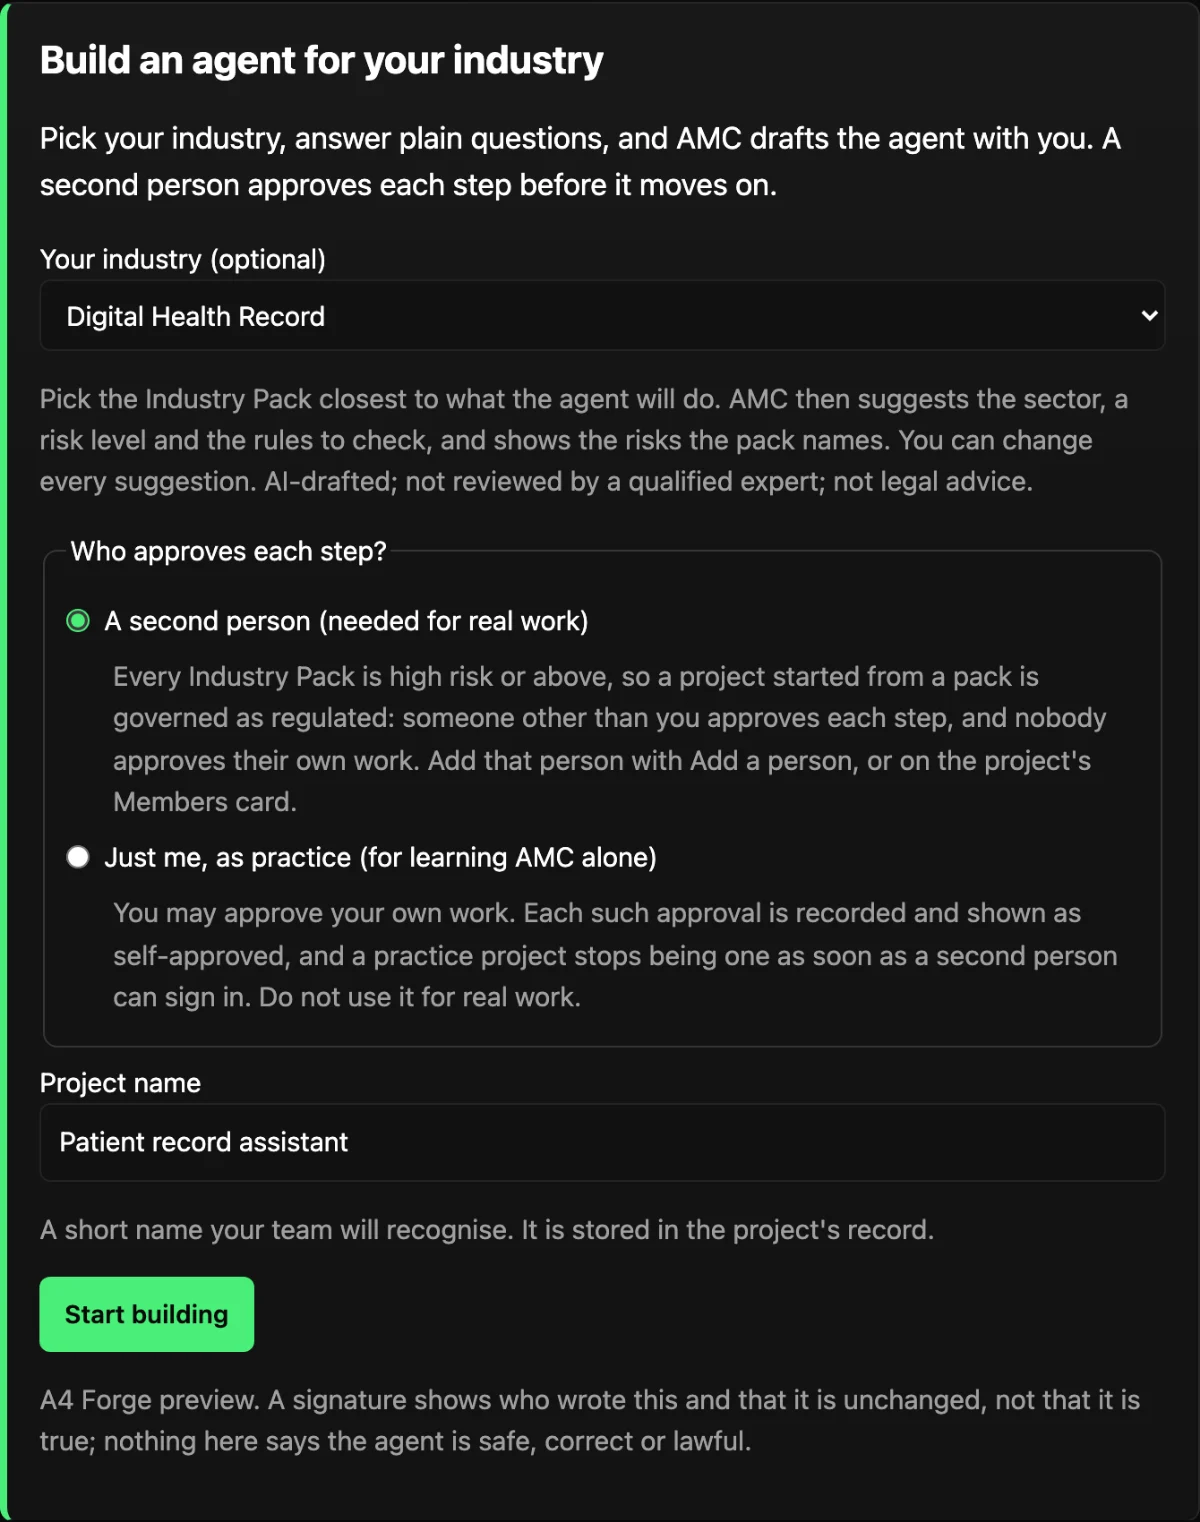 Build an agent for your industry
Pick your industry, answer plain questions, and AMC drafts the agent with you. A
second person approves each step before it moves on.
Your industry (optional)
Digital Health Record
Pick the Industry Pack closest to what the agent will do. AMC then suggests the sector, a
risk level and the rules to check, and shows the risks the pack names. You can change
every suggestion. AI-drafted; not reviewed by a qualified expert; not legal advice.
Who approves each step?
A second person (needed for real work)
Every Industry Pack is high risk or above, so a project started from a pack is
governed as regulated: someone other than you approves each step, and nobody
approves their own work. Add that person with Add a person, or on the project's
Members card.
Just me, as practice (for learning AMC alone)
You may approve your own work. Each such approval is recorded and shown as
self-approved, and a practice project stops being one as soon as a second person
can sign in. Do not use it for real work.
Project name
Patient record assistant
A short name your team will recognise. It is stored in the project's record.
Start building
A4 Forge preview. A signature shows who wrote this and that it is unchanged, not that it is
true; nothing here says the agent is safe, correct or lawful.